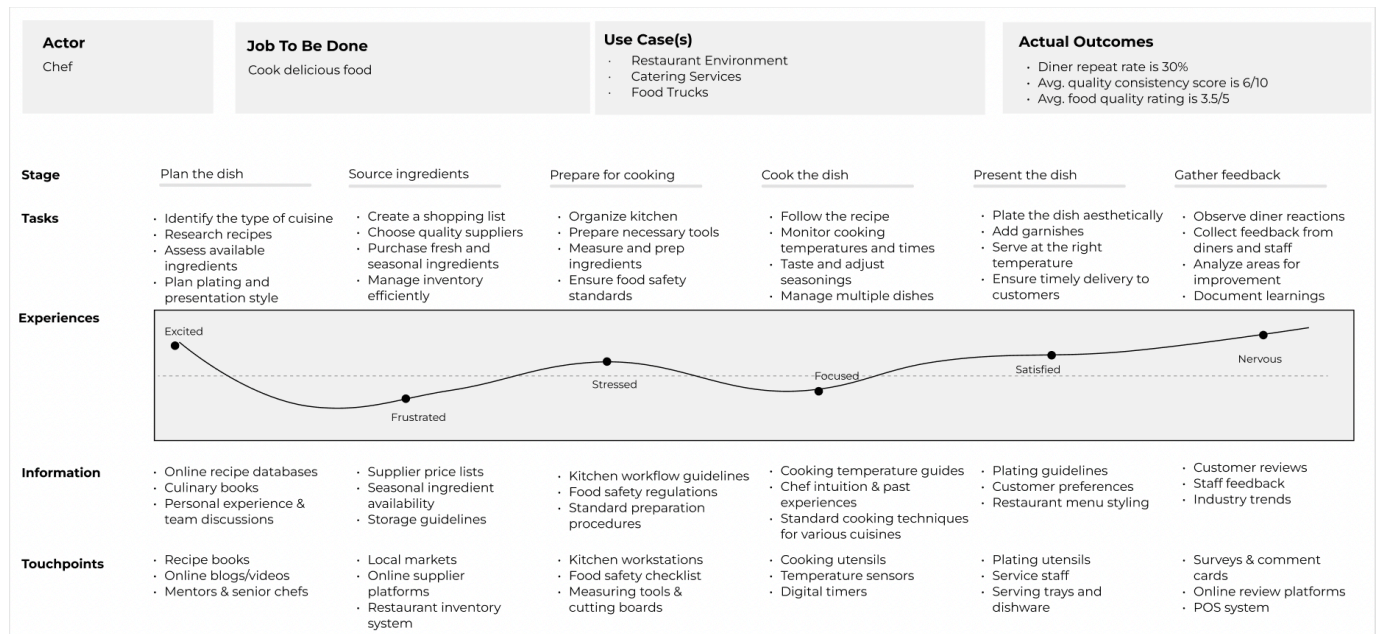 Actor
Chef
Job To Be Done
Cook delicious food
Use Case(s)
· Restaurant Environment
· Catering Services
· Food Trucks
Actual Outcomes
· Diner repeat rate is 30%
· Avg. quality consistency score is 6/10
· Avg. food quality rating is 3.5/5
Stage
Plan the dish
Source ingredients
Prepare for cooking
Cook the dish
Present the dish
Gather feedback
Tasks
· Identify the type of cuisine
· Research recipes
· Assess available
ingredients
· Plan plating and
presentation style
· Create a shopping list
· Choose quality suppliers
· Purchase fresh and
seasonal ingredients
· Manage inventory
efficiently
· Organize kitchen
· Prepare necessary tools
· Measure and prep
ingredients
· Ensure food safety
standards
· Follow the recipe
· Monitor cooking
temperatures and times
· Taste and adjust
seasonings
· Manage multiple dishes
· Plate the dish aesthetically
· Add garnishes
· Serve at the right
temperature
· Ensure timely delivery to
customers
· Observe diner reactions
· Collect feedback from
diners and staff
· Analyze areas for
improvement
· Document learnings
Experiences
Excited
Frustrated
Stressed
Focused
Satisfied
Nervous
Information
· Online recipe databases
· Culinary books
· Personal experience &
team discussions
· Supplier price lists
· Seasonal ingredient
availability
· Storage guidelines
· Kitchen workflow guidelines
· Food safety regulations
· Standard preparation
procedures
· Cooking temperature guides
· Chef intuition & past
experiences
· Standard cooking techniques
for various cuisines
· Plating guidelines
· Customer preferences
· Restaurant menu styling
· Customer reviews
· Staff feedback
· Industry trends
Touchpoints
· Recipe books
· Online blogs/videos
· Mentors & senior chefs
· Local markets
· Online supplier
platforms
· Restaurant inventory
system
· Kitchen workstations
· Food safety checklist
· Measuring tools &
cutting boards
· Cooking utensils
· Temperature sensors
· Digital timers
· Plating utensils
· Service staff
· Serving trays and
dishware
· Surveys & comment
cards
· Online review platforms
· POS system